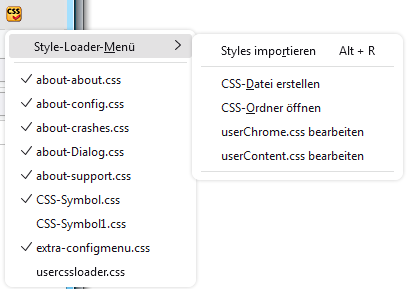 CSS
Style-Loader-Menü
about-about.css
about-config.css
about-crashes.css
about-Dialog.css
about-support.css
CSS-Symbol.css
CSS-Symbol1.css
extra-configmenu.css
usercssloader.css
Styles importieren Alt + R
CSS-Datei erstellen
CSS-Ordner öffnen
userChrome.css bearbeiten
userContent.css bearbeiten